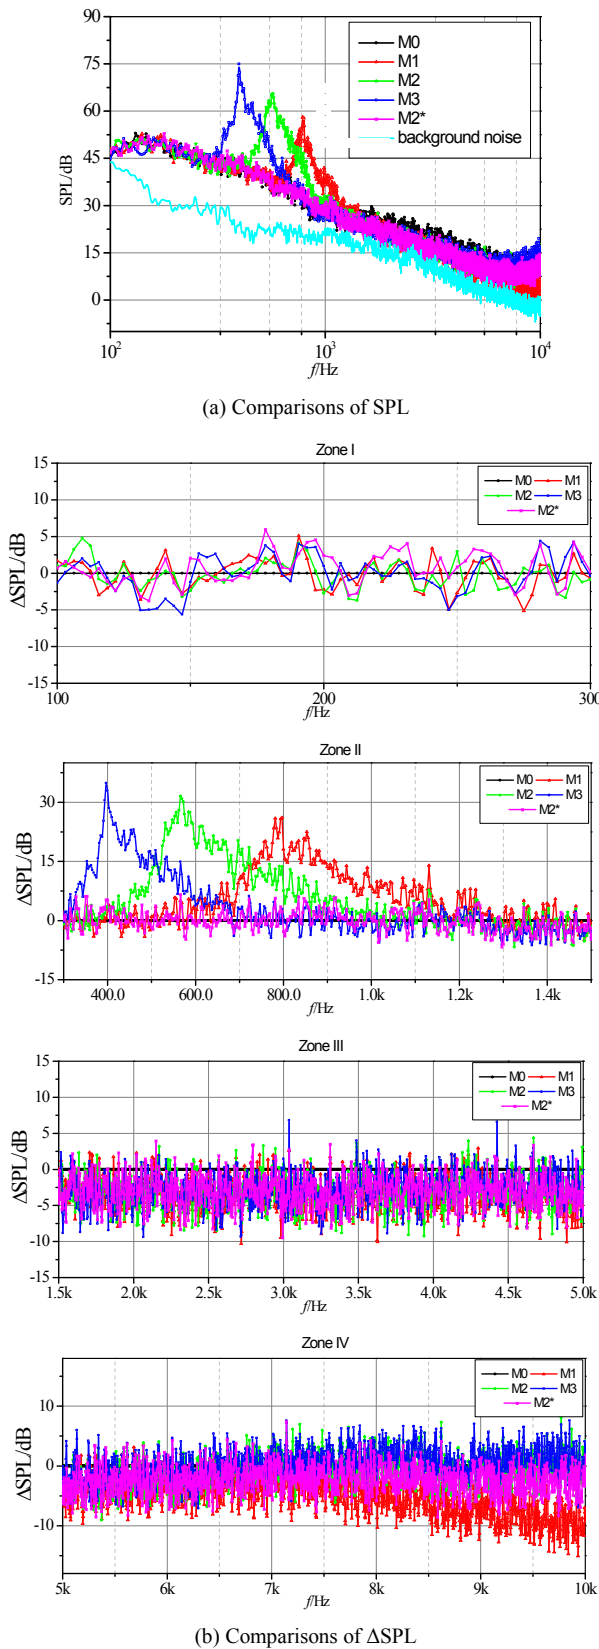 90
75
60
45
30
15
0
SPL/dB
M0
M1
M2
M3
M2*
background noise
10² 10³ 10⁴
f/Hz
(a) Comparisons of SPL
Zone I
15
10
5
0
-5
-10
-15
ΔSPL/dB
M0 M1
M2 M3
M2*
100 200 300
f/Hz
Zone II
30
15
0
-15
ΔSPL/dB
M0 M1
M2 M3
M2*
400.0 600.0 800.0 1.0k 1.2k 1.4k
f/Hz
Zone III
15
10
5
0
-5
-10
-15
ΔSPL/dB
M0 M1
M2 M3
M2*
1.5k 2.0k 2.5k 3.0k 3.5k 4.0k 4.5k 5.0k
f/Hz
Zone IV
10
0
-10
ΔSPL/dB
M0 M1
M2 M3
M2*
5k 6k 7k 8k 9k 10k
f/Hz
(b) Comparisons of ΔSPL